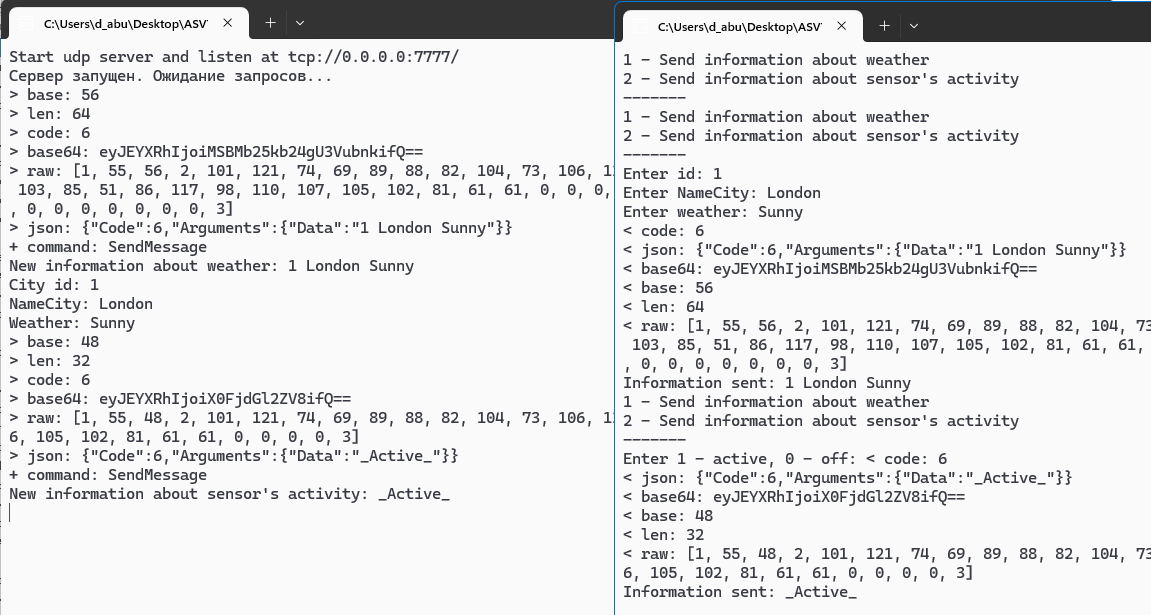 C:\Users\d_abu\Desktop\ASV
Start udp server and listen at tcp://0.0.0.0:7777/
Сервер запущен. Ожидание запросов...
> base: 56
> len: 64
> code: 6
> base64: eyJEYXRhIjoiMSBMb25kb24gU3VubnkifQ==
> raw: [1, 55, 56, 2, 101, 121, 74, 69, 89, 88, 82, 104, 73, 106,
103, 85, 51, 86, 117, 98, 110, 107, 105, 102, 81, 61, 61, 0, 0, 0,
, 0, 0, 0, 0, 0, 0, 0, 3]
> json: {"Code":6,"Arguments":{"Data":"1 London Sunny"}}
+ command: SendMessage
New information about weather: 1 London Sunny
City id: 1
NameCity: London
Weather: Sunny
> base: 48
> len: 32
> code: 6
> base64: eyJEYXRhIjoiX0FjdGl2ZV8ifQ==
> raw: [1, 55, 48, 2, 101, 121, 74, 69, 89, 88, 82, 104, 73, 106,
6, 105, 102, 81, 61, 61, 0, 0, 0, 0, 3]
> json: {"Code":6,"Arguments":{"Data":"_Active_"}}
+ command: SendMessage
New information about sensor's activity: _Active_
C:\Users\d_abu\Desktop\ASV
1 - Send information about weather
2 - Send information about sensor's activity
-------
1 - Send information about weather
2 - Send information about sensor's activity
-------
Enter id: 1
Enter NameCity: London
Enter weather: Sunny
< code: 6
< json: {"Code":6,"Arguments":{"Data":"1 London Sunny"}}
< base64: eyJEYXRhIjoiMSBMb25kb24gU3VubnkifQ==
< base: 56
< len: 64
< raw: [1, 55, 56, 2, 101, 121, 74, 69, 89, 88, 82, 104, 73
103, 85, 51, 86, 117, 98, 110, 107, 105, 102, 81, 61, 61,
, 0, 0, 0, 0, 0, 0, 0, 3]
Information sent: 1 London Sunny
1 - Send information about weather
2 - Send information about sensor's activity
-------
Enter 1 - active, 0 - off: < code: 6
< json: {"Code":6,"Arguments":{"Data":"_Active_"}}
< base64: eyJEYXRhIjoiX0FjdGl2ZV8ifQ==
< base: 48
< len: 32
< raw: [1, 55, 48, 2, 101, 121, 74, 69, 89, 88, 82, 104, 73
6, 105, 102, 81, 61, 61, 0, 0, 0, 0, 3]
Information sent: _Active_